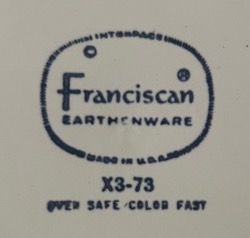 © INTERPACE
Franciscan ®
EARTHENWARE
MADE IN U.S.A.
X3-73
OVEN SAFE/COLOR FAST